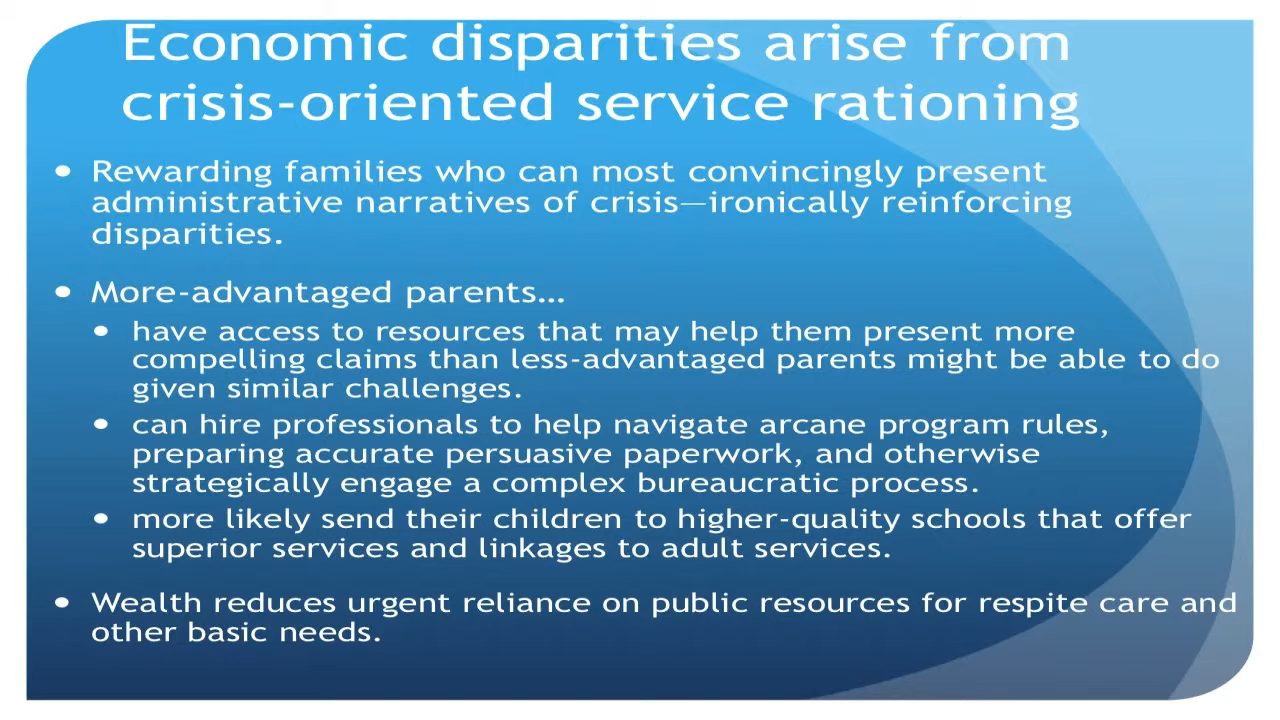 Economic disparities arise from
crisis-oriented service rationing
• Rewarding families who can most convincingly present
administrative narratives of crisis—ironically reinforcing
disparities.
• More-advantaged parents…
• have access to resources that may help them present more
compelling claims than less-advantaged parents might be able to do
given similar challenges.
• can hire professionals to help navigate arcane program rules,
preparing accurate persuasive paperwork, and otherwise
strategically engage a complex bureaucratic process.
• more likely send their children to higher-quality schools that offer
superior services and linkages to adult services.
• Wealth reduces urgent reliance on public resources for respite care and
other basic needs.